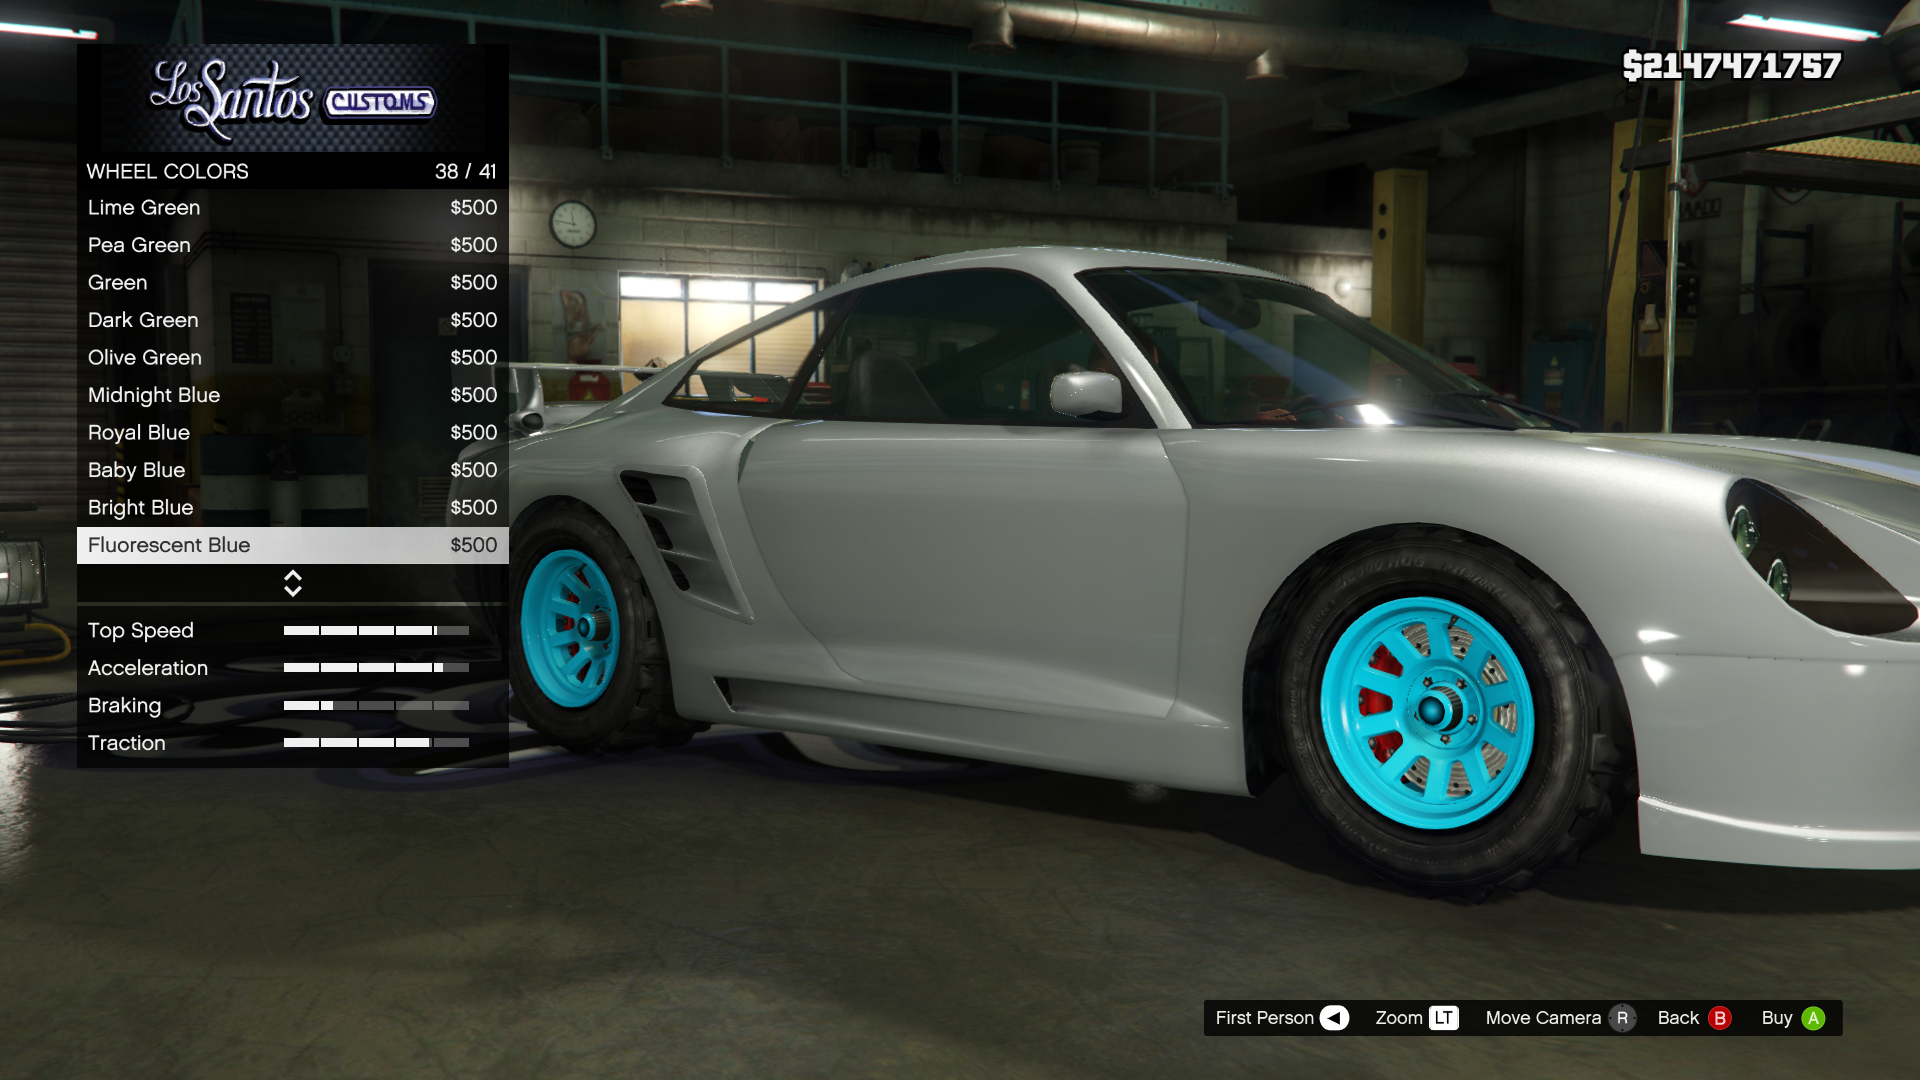 Los Santos CUSTOMS
$2147471757
WHEEL COLORS 38 / 41
Lime Green $500
Pea Green $500
Green $500
Dark Green $500
Olive Green $500
Midnight Blue $500
Royal Blue $500
Baby Blue $500
Bright Blue $500
Fluorescent Blue $500
Top Speed
Acceleration
Braking
Traction
First Person Zoom LT Move Camera R Back B Buy A